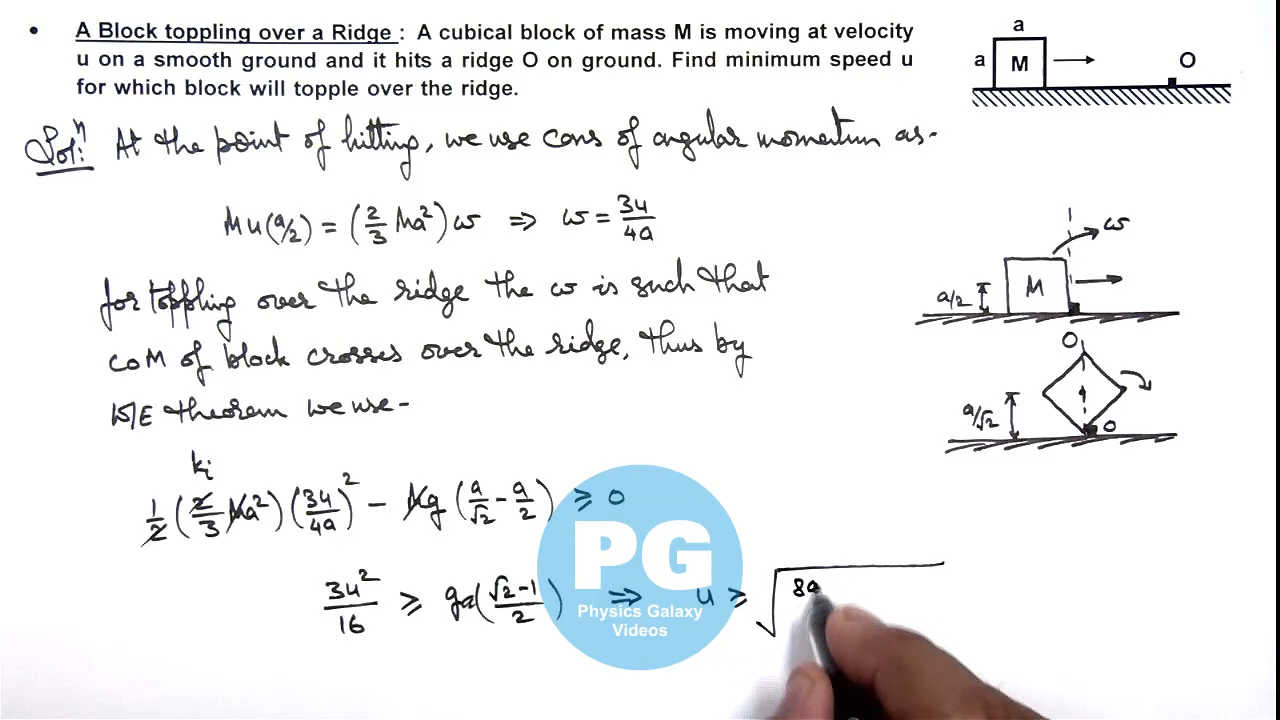 • A Block toppling over a Ridge : A cubical block of mass M is moving at velocity
u on a smooth ground and it hits a ridge O on ground. Find minimum speed u
for which block will topple over the ridge.
a
a M O
Solⁿ: At the point of hitting, we use cons of angular momentum as-
Mu(a/2) = (2/3 Ma²) ω ⇒ ω = 3u/4a
for toppling over the ridge the ω is such that
COM of block crosses over the ridge, thus by
W/E theorem we use-
ω
a/2 M
O
a/√2 O
ki
1/2 (2/3 Ma²) (3u/4a)² - Mg (a/√2 - a/2) ≥ 0
3u²/16 ≥ ga(√2-1/2) ⇒ u ≥ √8a
PG
Physics Galaxy
Videos